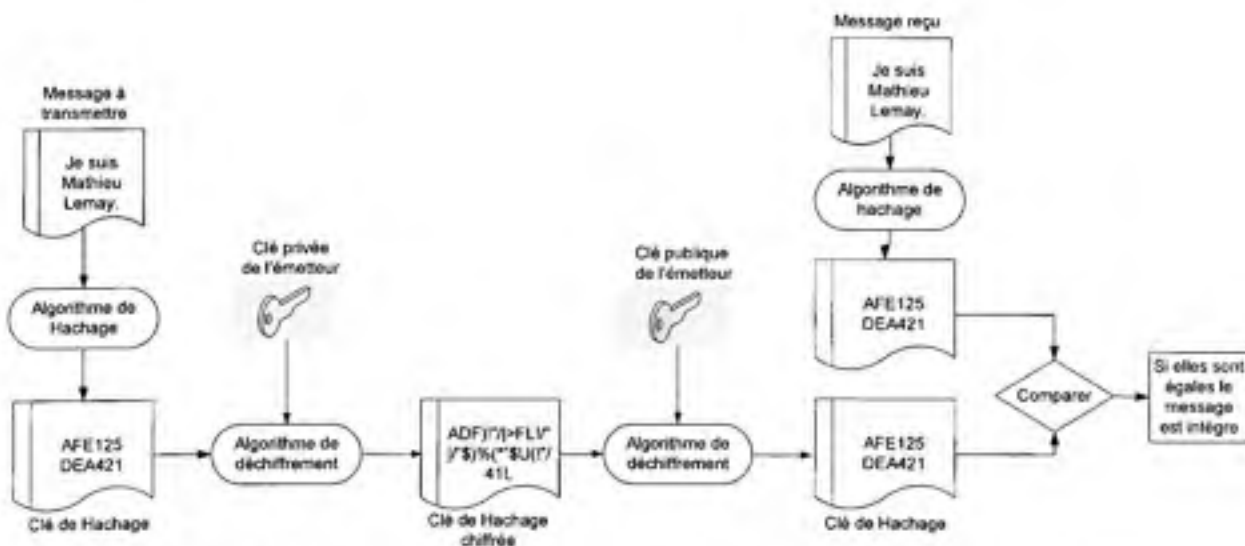 Message à
transmettre
Je suis
Mathieu
Lemay.
Algorithme de
Hachage
AFE125
DEA421
Clé de Hachage
Clé privée
de l'émetteur
Algorithme de
déchiffrement
41L
Clé de Hachage
chiffrée
Clé publique
de l'émetteur
Algorithme de
déchiffrement
Message reçu
Je suis
Mathieu
Lemay.
Algorithme de
hachage
AFE125
DEA421
AFE125
DEA421
Clé de Hachage
Comparer
Si elles sont
égales le
message
est intègre